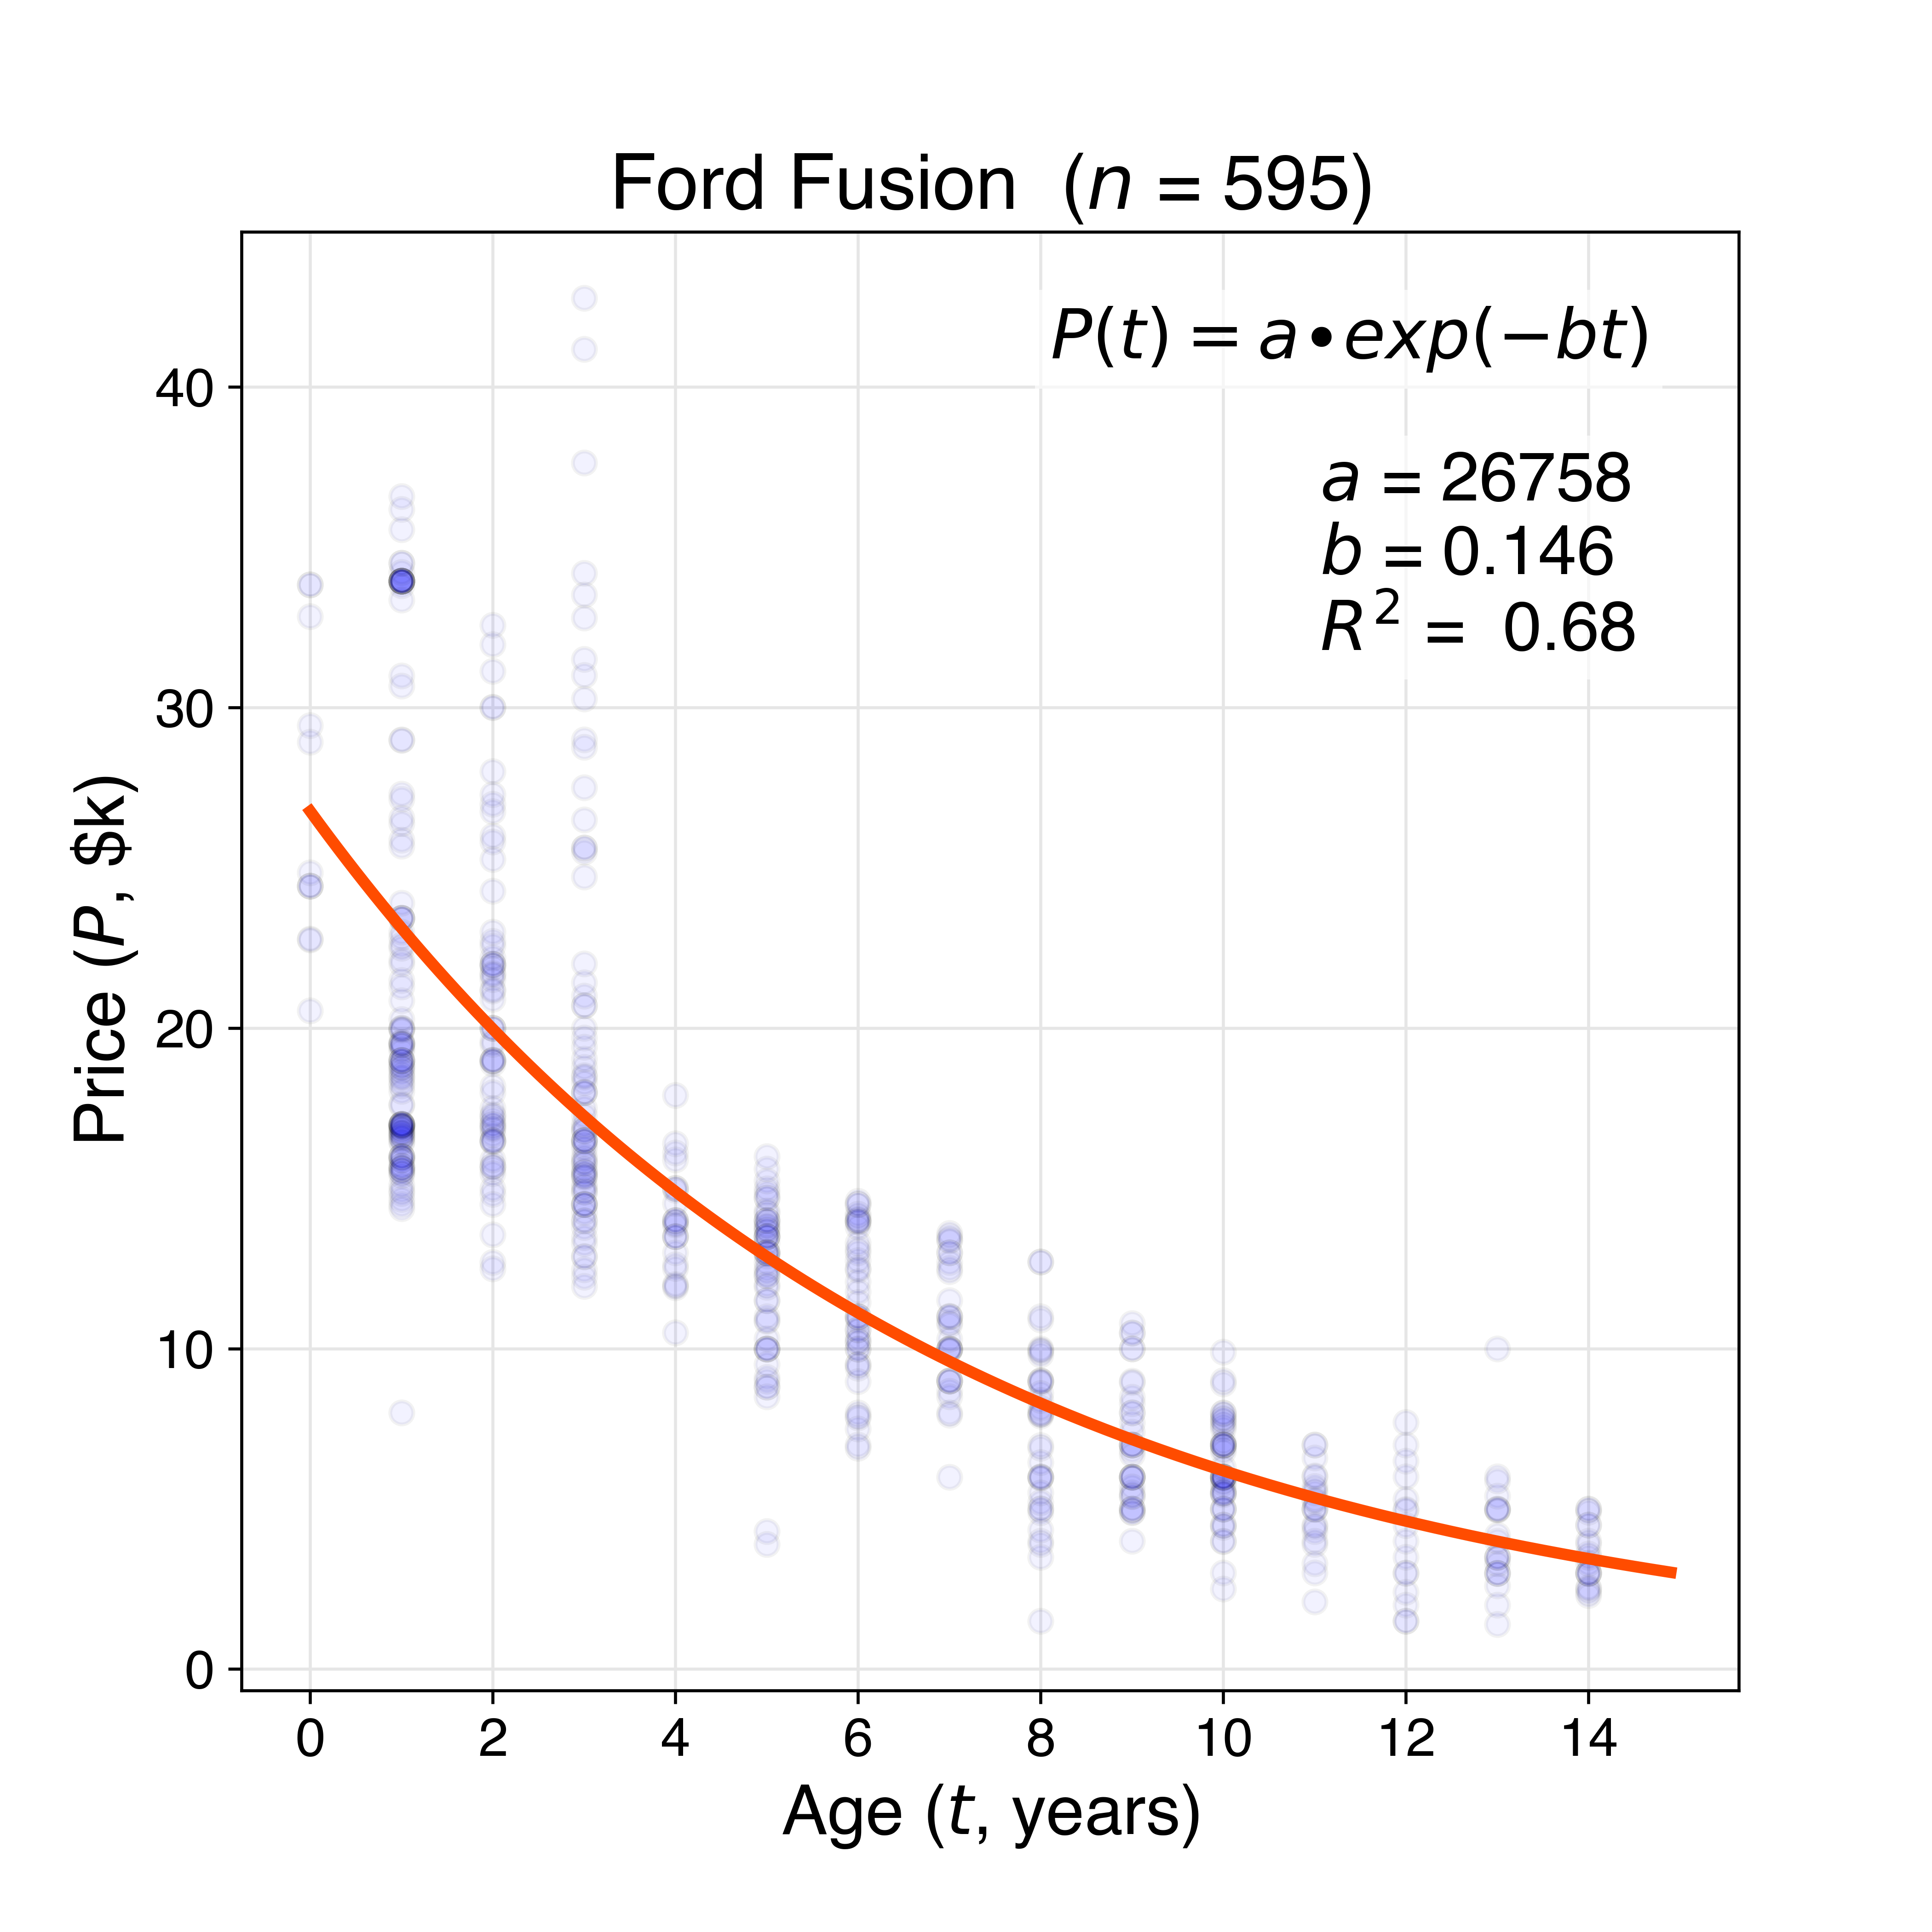 Ford Fusion (n = 595)
P(t) = a•exp(−bt)
a = 26758
b = 0.146
R² = 0.68
Price (P, $k)
40
30
20
10
0
0 2 4 6 8 10 12 14
Age (t, years)